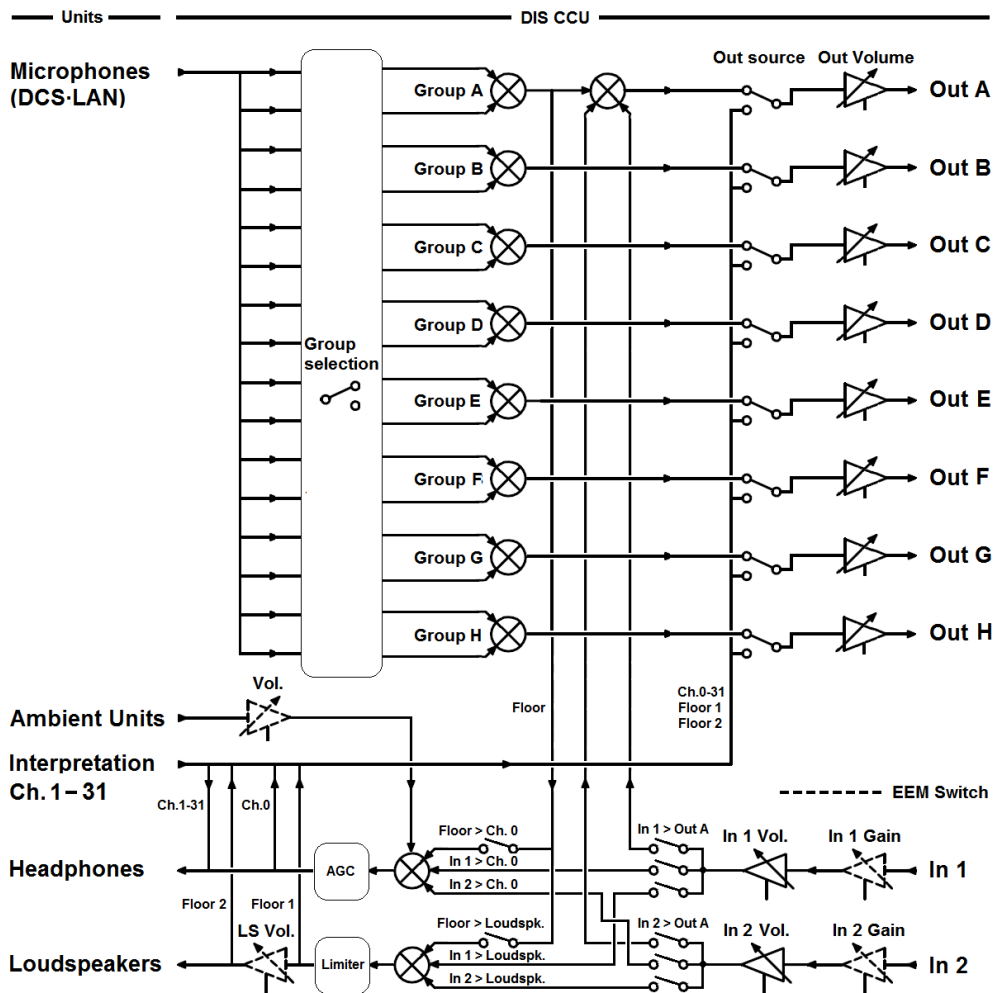 Units
DIS CCU
Microphones
(DCS·LAN)
Out source
Out Volume
Group A
Out A
Group B
Out B
Group C
Out C
Group D
Out D
Group
selection
Group E
Out E
Group F
Out F
Group G
Out G
Group H
Out H
Vol.
Ambient Units
Floor
Ch.0-31
Floor 1
Floor 2
Interpretation
Ch. 1– 31
Ch.1-31
Ch.0
EEM Switch
Floor > Ch. 0
In 1 > Out A
In 1 Vol.
In 1 Gain
Headphones
AGC
In 1 > Ch. 0
In 2 > Ch. 0
In 1
Floor 2
Floor 1
LS Vol.
Floor > Loudspk.
In 2 > Out A
In 2 Vol.
In 2 Gain
Loudspeakers
Limiter
In 1 > Loudspk.
In 2 > Loudspk.
In 2